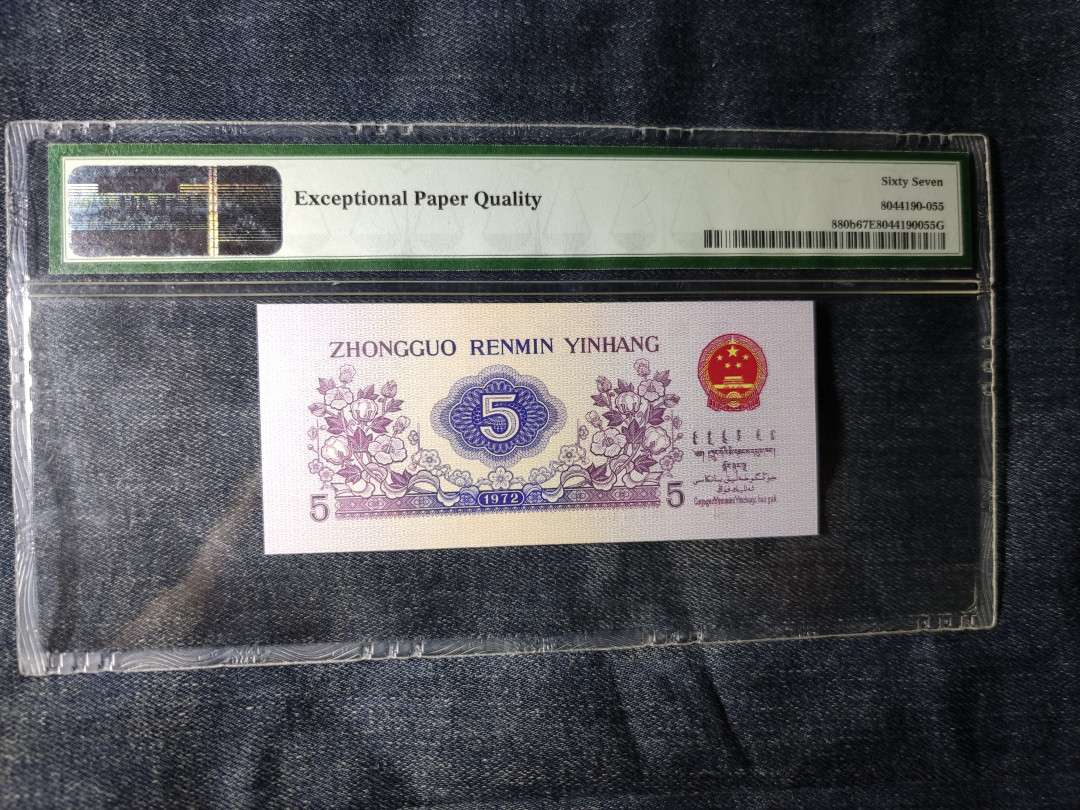 Exceptional Paper Quality
Sixty Seven
8044190-055
880b67E8044190055G
ZHONGGUO RENMIN YINHANG
5
5
1972
5